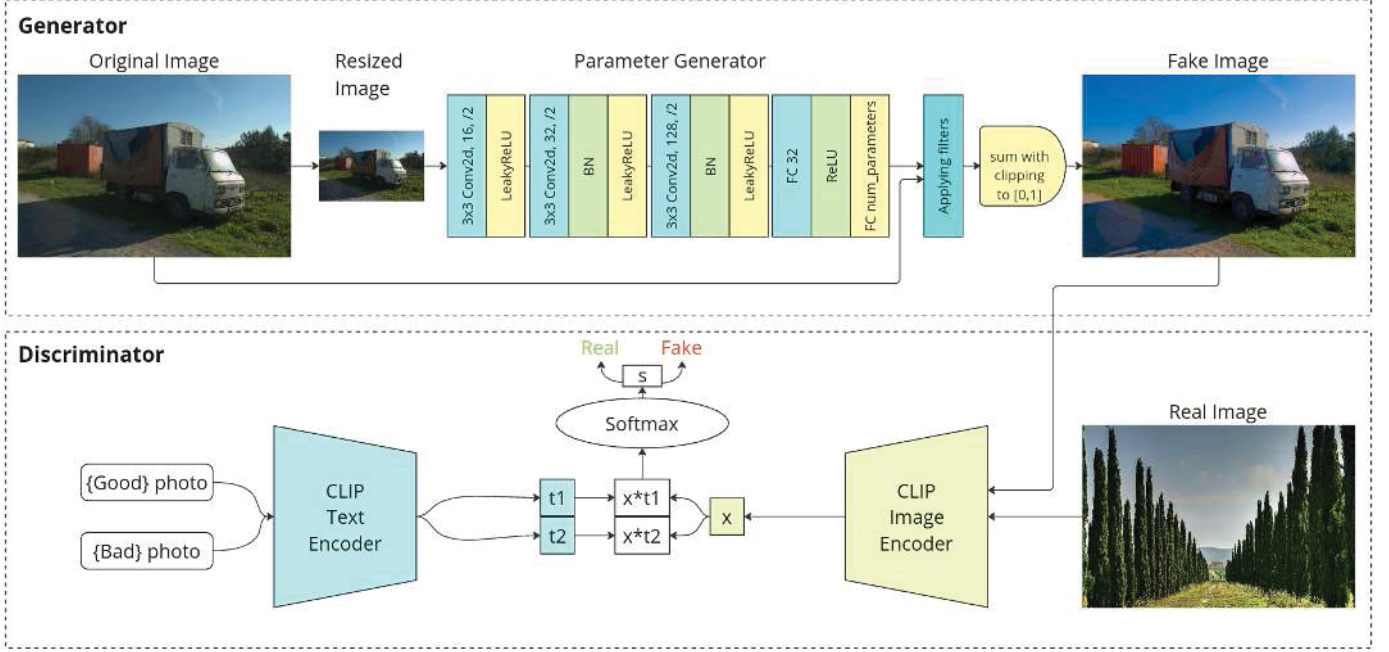 Generator
Original Image
Resized
Image
Parameter Generator
Fake Image
3x3 Conv2d, 16, /2
LeakyReLU
3x3 Conv2d, 32, /2
BN
LeakyReLU
3x3 Conv2d, 128, /2
BN
LeakyReLU
FC 32
ReLU
FC num_parameters
Applying filters
sum with
clipping
to [0,1]
Discriminator
Real
Fake
s
Softmax
Real Image
{Good} photo
{Bad} photo
CLIP
Text
Encoder
t1
x*t1
t2
x*t2
x
CLIP
Image
Encoder